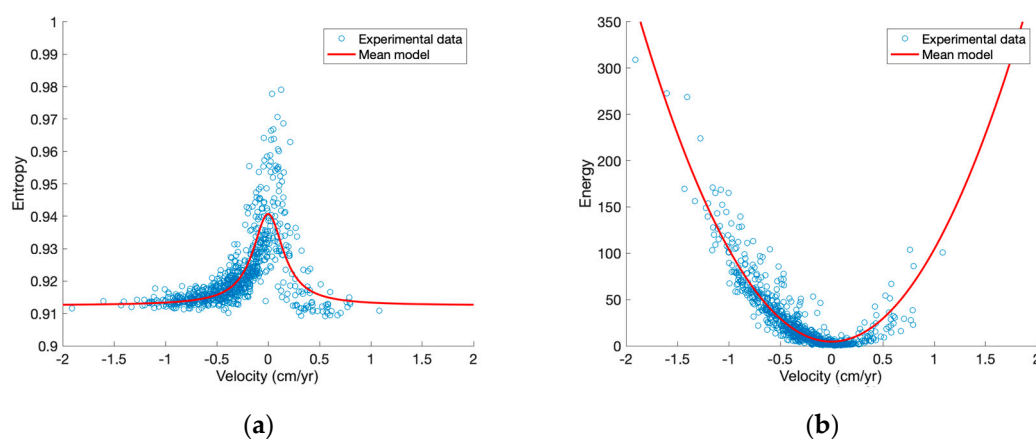 1
0.99
0.98
0.97
0.96
0.95
0.94
0.93
0.92
0.91
0.9
Entropy
-2 -1.5 -1 -0.5 0 0.5 1 1.5 2
Velocity (cm/yr)
Experimental data
Mean model
(a)
350
300
250
200
150
100
50
0
Energy
-2 -1.5 -1 -0.5 0 0.5 1 1.5 2
Velocity (cm/yr)
Experimental data
Mean model
(b)